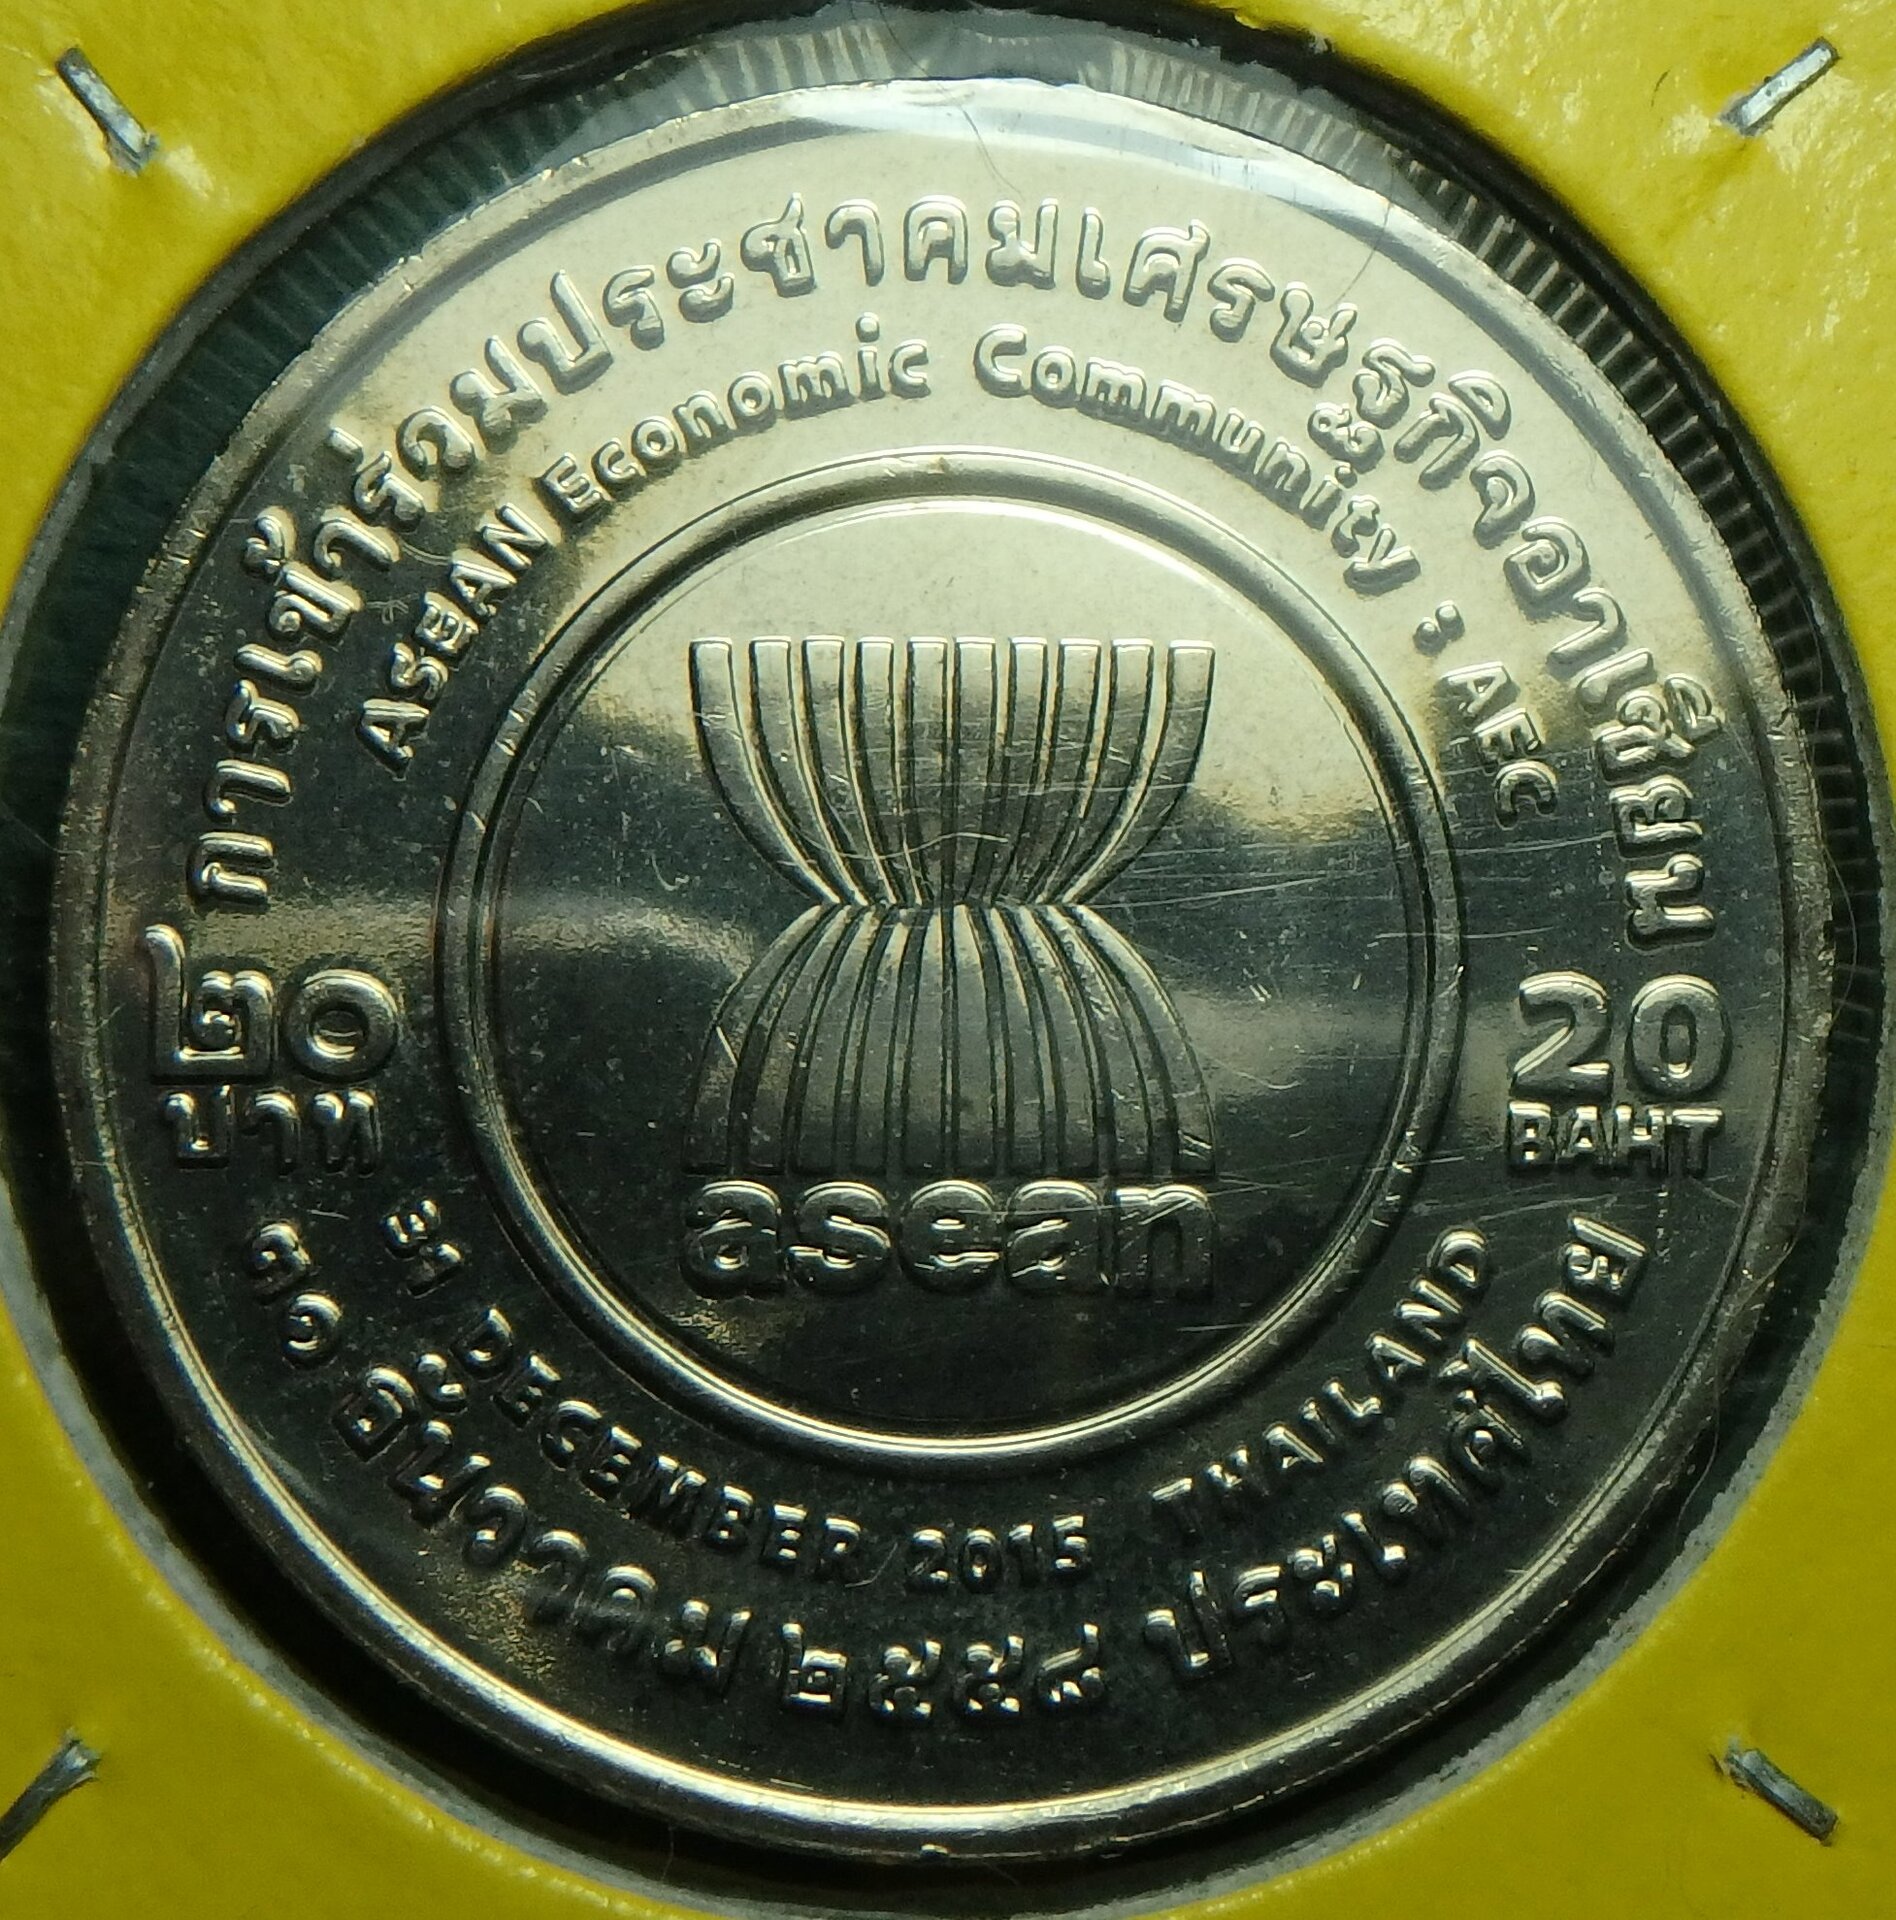 การเข้าร่วมประชาคมเศรษฐกิจอาเซียน
ASEAN Economic Community : AEC
๒๐
บาท
20
BAHT
asean
31 DECEMBER 2015 THAILAND
๓๑ ธันวาคม ๒๕๕๘ ประเทศไทย